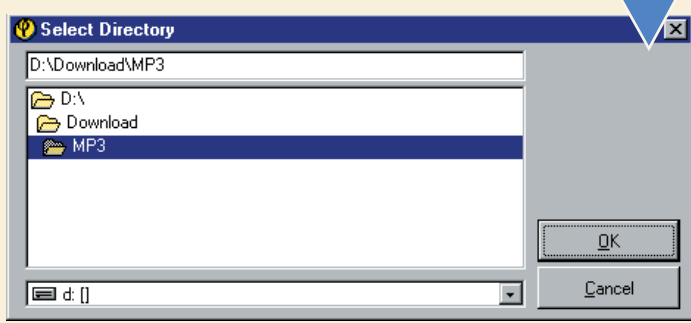 Select Directory
D:\Download\MP3
D:\
Download
MP3
OK
d: []
Cancel